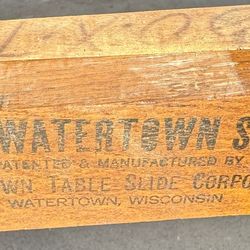 WATERTOWN S
PATENTED & MANUFACTURED BY
WN TABLE-SLIDE CORPO
WATERTOWN, WISCONSIN